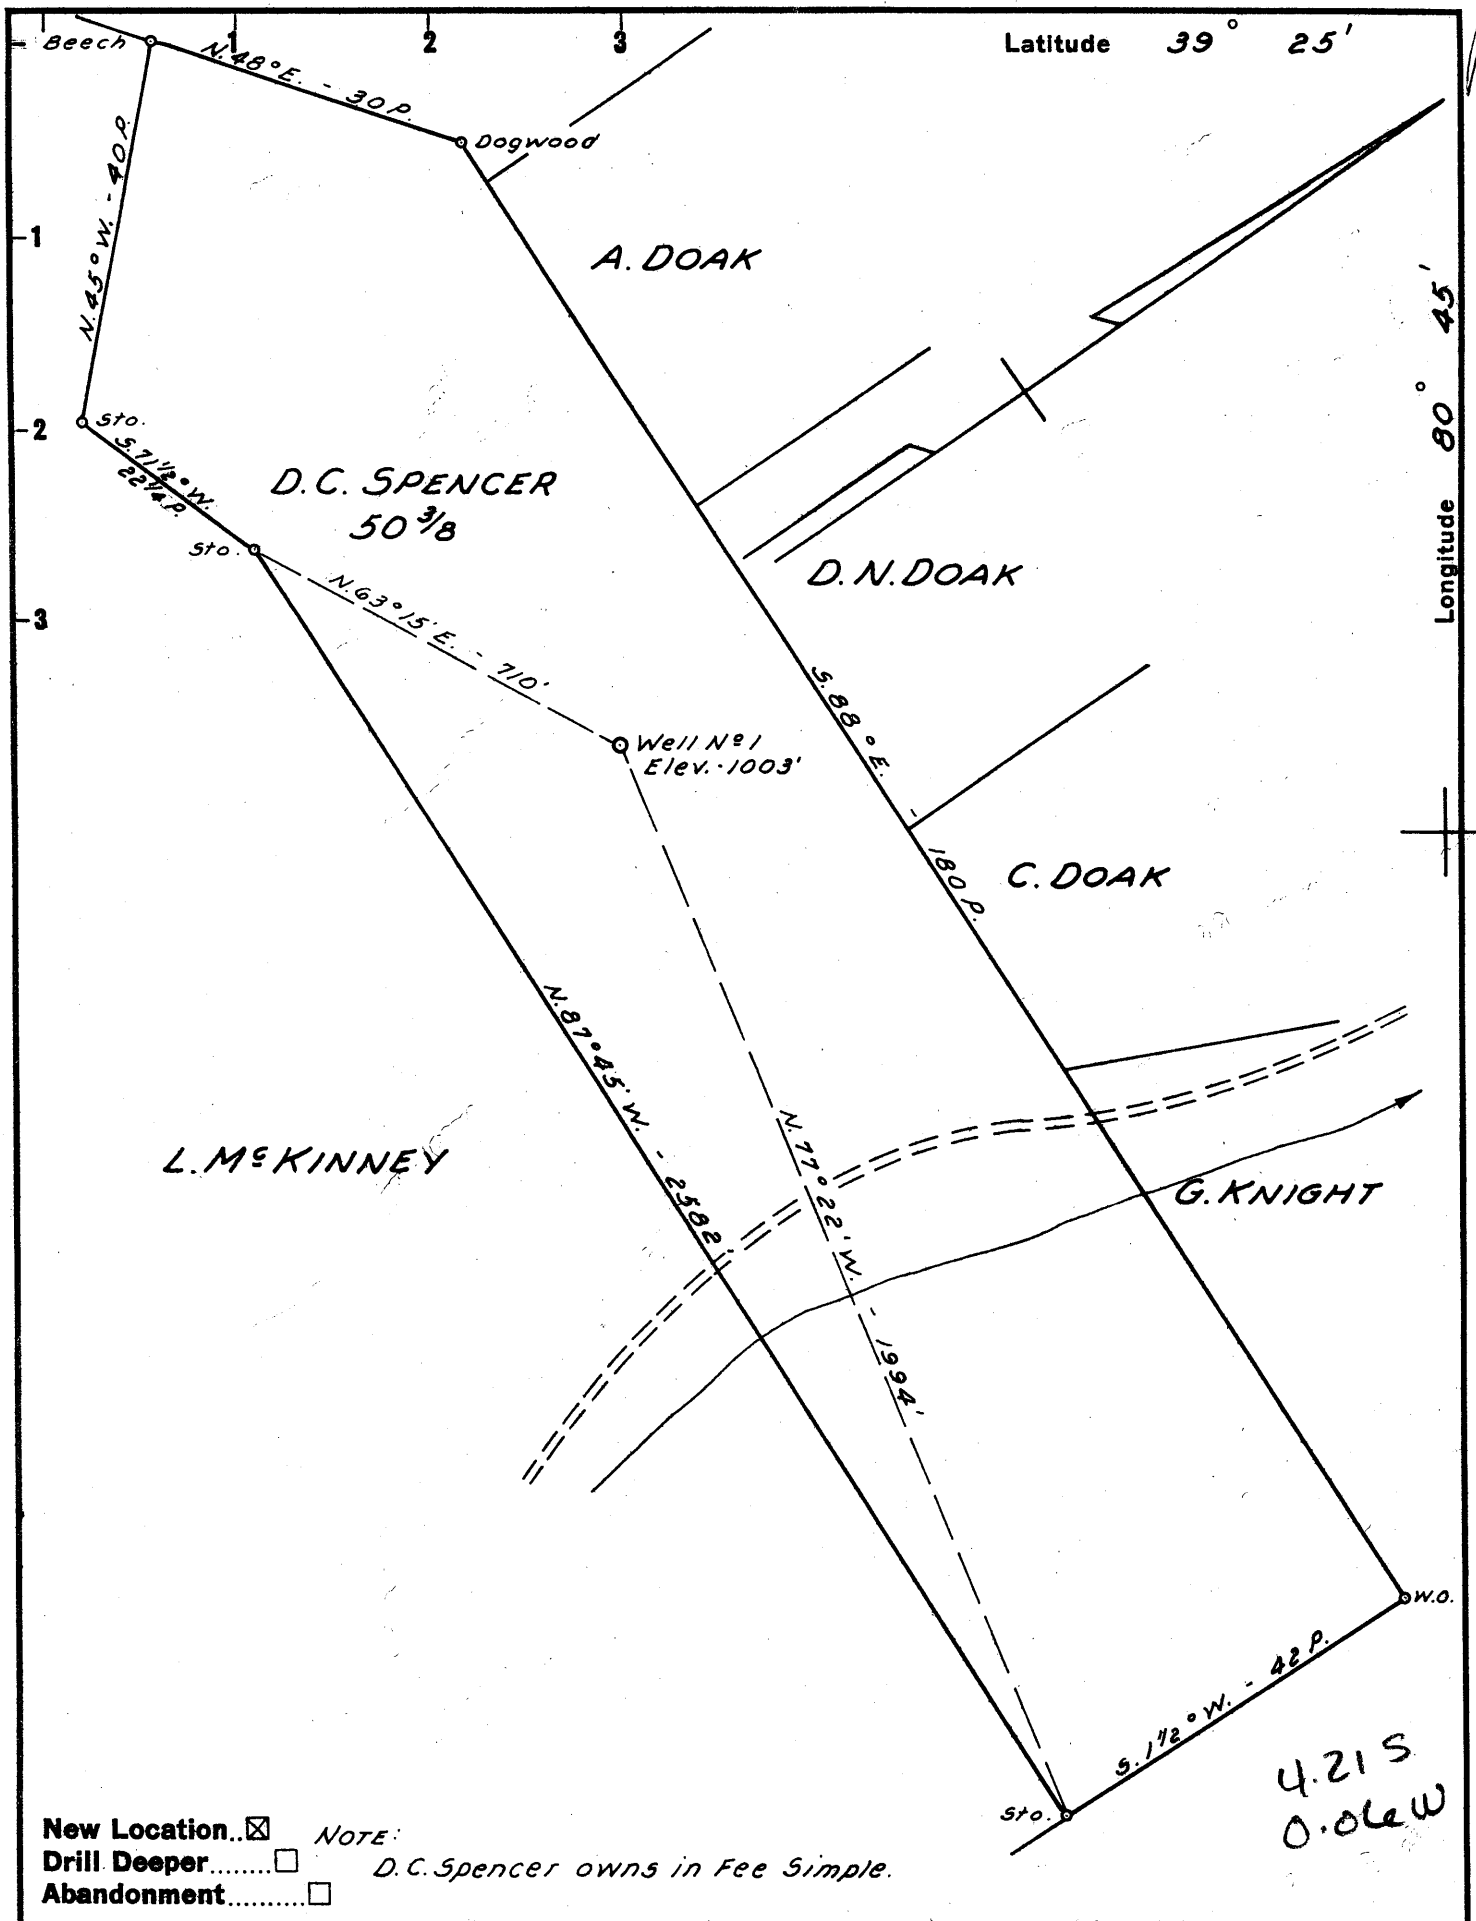 1 2 3
Latitude 39° 25'
Beech
N.48°E. - 30 P.
Dogwood
N.45°W. - 40 P.
1
A. DOAK
Longitude 80° 45'
2
Sto.
S.71½°W.
22¼ P.
D.C. SPENCER
50 3/8
Sto.
D.N. DOAK
N.63°15'E. - 710'
3
S.88°E. - 180 P.
Well Nº 1
Elev. - 1003'
C. DOAK
N.87°45'W. - 2582'
L. McKINNEY
N.77°22'W. - 1994'
G. KNIGHT
W.O.
S.1½°W. - 42 P.
4.21 S
0.06 W
Sto.
New Location..☒
NOTE:
Drill Deeper........☐
D.C. Spencer owns in Fee Simple.
Abandonment..........☐